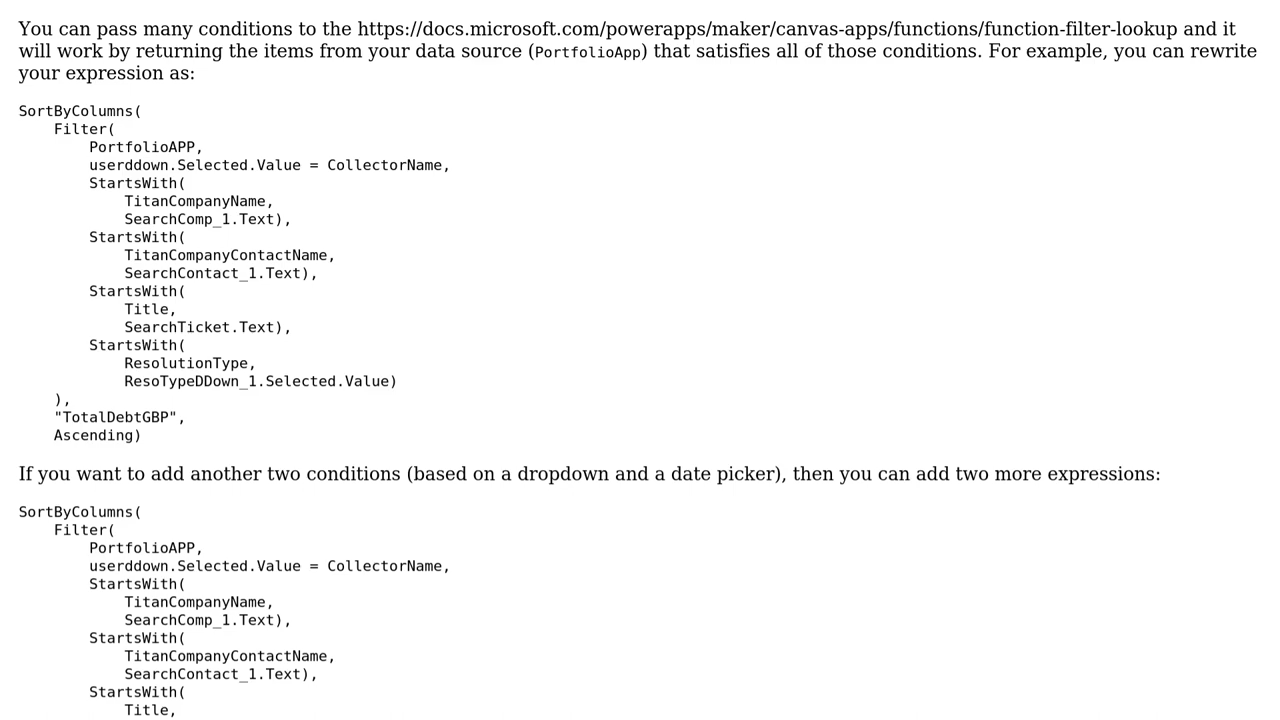 You can pass many conditions to the https://docs.microsoft.com/powerapps/maker/canvas-apps/functions/function-filter-lookup and it
will work by returning the items from your data source (PortfolioApp) that satisfies all of those conditions. For example, you can rewrite
your expression as:
SortByColumns(
    Filter(
        PortfolioAPP,
        userddown.Selected.Value = CollectorName,
        StartsWith(
            TitanCompanyName,
            SearchComp_1.Text),
        StartsWith(
            TitanCompanyContactName,
            SearchContact_1.Text),
        StartsWith(
            Title,
            SearchTicket.Text),
        StartsWith(
            ResolutionType,
            ResoTypeDDown_1.Selected.Value)
    ),
    "TotalDebtGBP",
    Ascending)
If you want to add another two conditions (based on a dropdown and a date picker), then you can add two more expressions:
SortByColumns(
    Filter(
        PortfolioAPP,
        userddown.Selected.Value = CollectorName,
        StartsWith(
            TitanCompanyName,
            SearchComp_1.Text),
        StartsWith(
            TitanCompanyContactName,
            SearchContact_1.Text),
        StartsWith(
            Title,